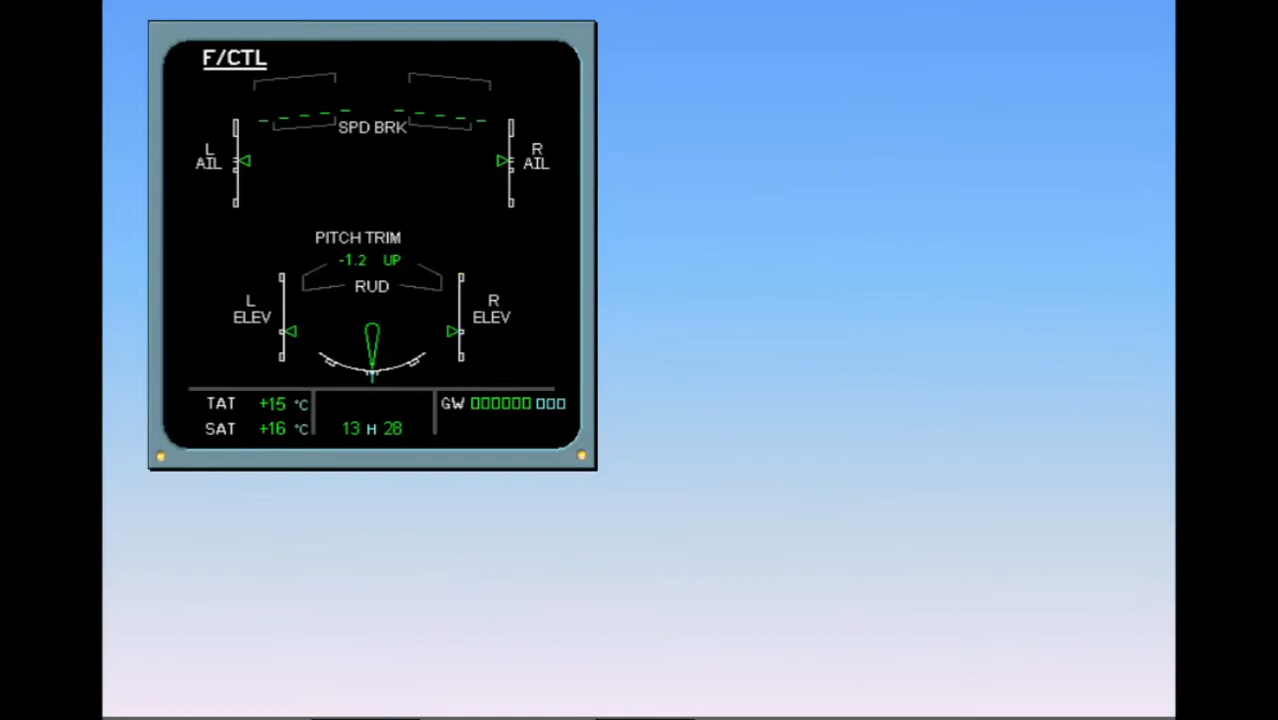 F/CTL
SPD BRK
L R
AIL AIL
PITCH TRIM
-1.2 UP
RUD
L R
ELEV ELEV
TAT +15 °C GW
SAT +16 °C 13 H 28